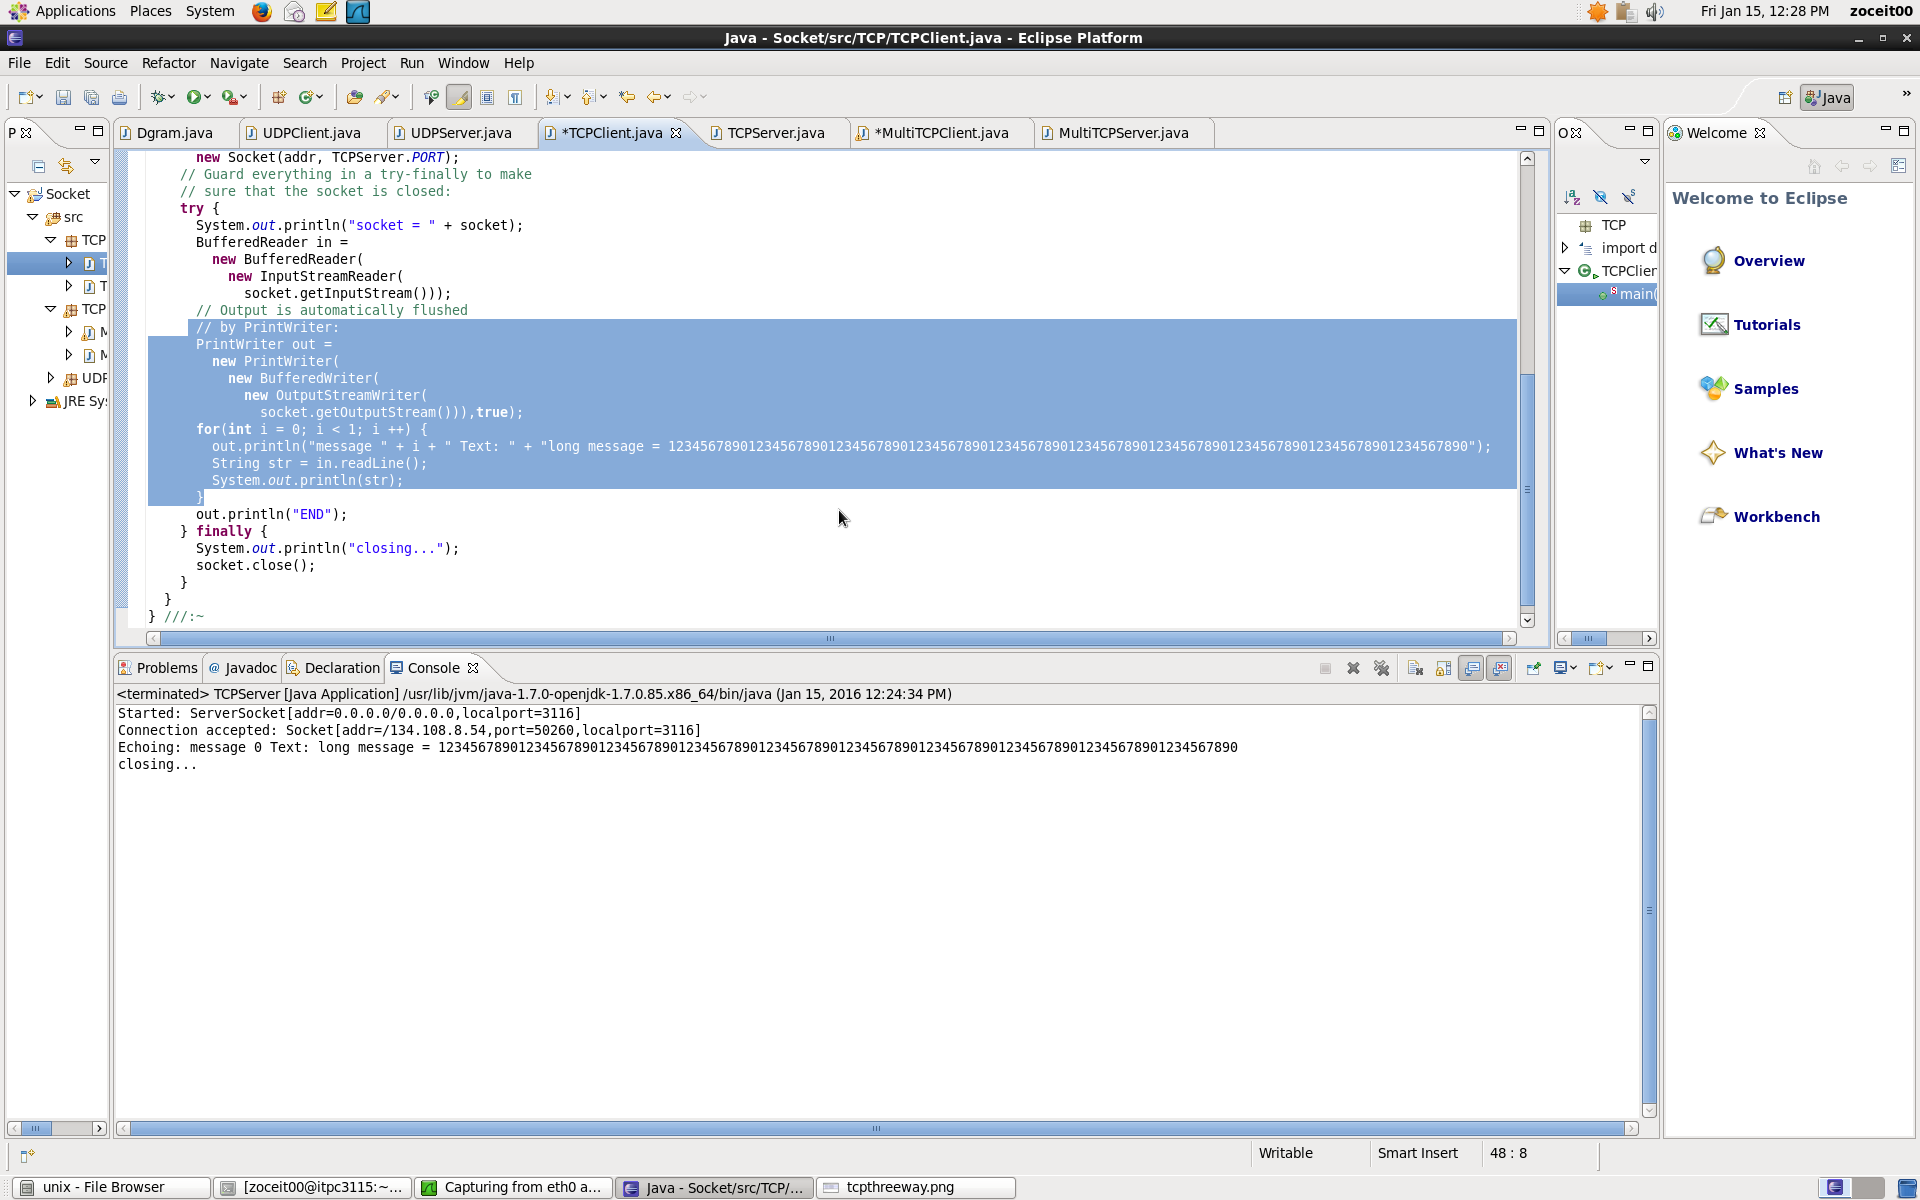 Applications Places System Fri Jan 15, 12:28 PM zoceit00
Java - Socket/src/TCP/TCPClient.java - Eclipse Platform
File Edit Source Refactor Navigate Search Project Run Window Help
Java
P Dgram.java UDPClient.java UDPServer.java *TCPClient.java TCPServer.java *MultiTCPClient.java MultiTCPServer.java O Welcome
Socket
src
TCP
T
T
TCP
M
M
UDP
JRE Sy
new Socket(addr, TCPServer.PORT);
// Guard everything in a try-finally to make
// sure that the socket is closed:
try {
System.out.println("socket = " + socket);
BufferedReader in =
new BufferedReader(
new InputStreamReader(
socket.getInputStream()));
// Output is automatically flushed
// by PrintWriter:
PrintWriter out =
new PrintWriter(
new BufferedWriter(
new OutputStreamWriter(
socket.getOutputStream())),true);
for(int i = 0; i < 1; i ++) {
out.println("message " + i + " Text: " + "long message = 1234567890123456789012345678901234567890123456789012345678901234567890123456789012345678901234567890");
String str = in.readLine();
System.out.println(str);
}
out.println("END");
} finally {
System.out.println("closing...");
socket.close();
}
}
} ///:~
TCP
import d
TCPClier
main(
Welcome to Eclipse
Overview
Tutorials
Samples
What's New
Workbench
Problems @ Javadoc Declaration Console
<terminated> TCPServer [Java Application] /usr/lib/jvm/java-1.7.0-openjdk-1.7.0.85.x86_64/bin/java (Jan 15, 2016 12:24:34 PM)
Started: ServerSocket[addr=0.0.0.0/0.0.0.0,localport=3116]
Connection accepted: Socket[addr=/134.108.8.54,port=50260,localport=3116]
Echoing: message 0 Text: long message = 1234567890123456789012345678901234567890123456789012345678901234567890123456789012345678901234567890
closing...
Writable Smart Insert 48 : 8
unix - File Browser [zoceit00@itpc3115:~... Capturing from eth0 a... Java - Socket/src/TCP/... tcpthreeway.png